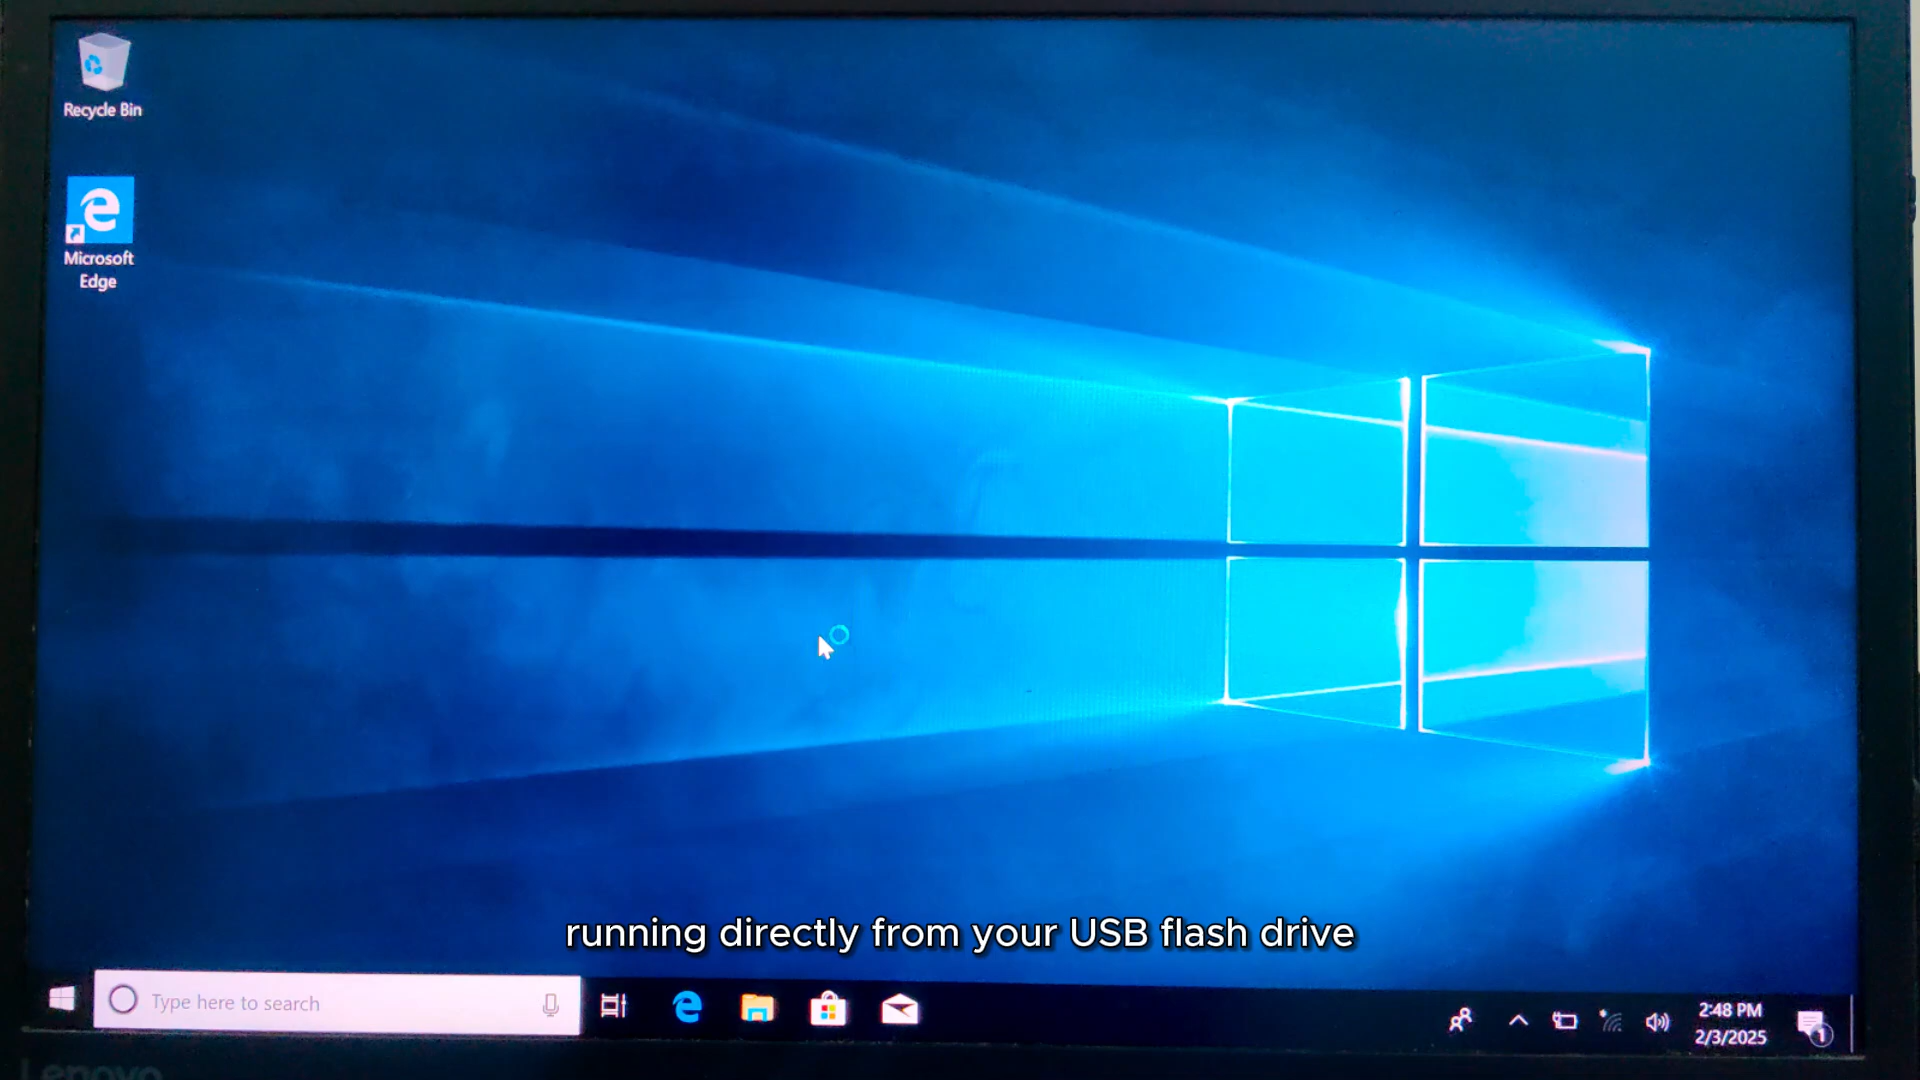 Recycle Bin
Microsoft
Edge
running directly from your USB flash drive
Type here to search
2:48 PM
2/3/2025
1
Lenovo